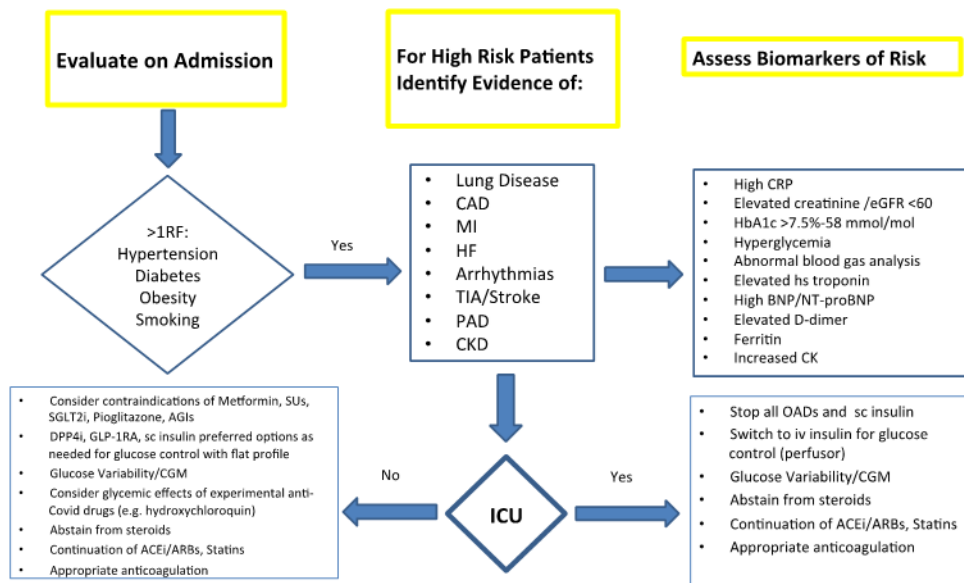 Evaluate on Admission
For High Risk Patients
Identify Evidence of:
Assess Biomarkers of Risk
>1RF:
Hypertension
Diabetes
Obesity
Smoking
Yes
• Lung Disease
• CAD
• MI
• HF
• Arrhythmias
• TIA/Stroke
• PAD
• CKD
• High CRP
• Elevated creatinine /eGFR <60
• HbA1c >7.5%-58 mmol/mol
• Hyperglycemia
• Abnormal blood gas analysis
• Elevated hs troponin
• High BNP/NT-proBNP
• Elevated D-dimer
• Ferritin
• Increased CK
• Consider contraindications of Metformin, SUs,
SGLT2i, Pioglitazone, AGIs
• DPP4i, GLP-1RA, sc insulin preferred options as
needed for glucose control with flat profile
• Glucose Variability/CGM
• Consider glycemic effects of experimental anti-
Covid drugs (e.g. hydroxychloroquin)
• Abstain from steroids
• Continuation of ACEi/ARBs, Statins
• Appropriate anticoagulation
No
ICU
Yes
• Stop all OADs and sc insulin
• Switch to iv insulin for glucose
control (perfusor)
• Glucose Variability/CGM
• Abstain from steroids
• Continuation of ACEi/ARBs, Statins
• Appropriate anticoagulation